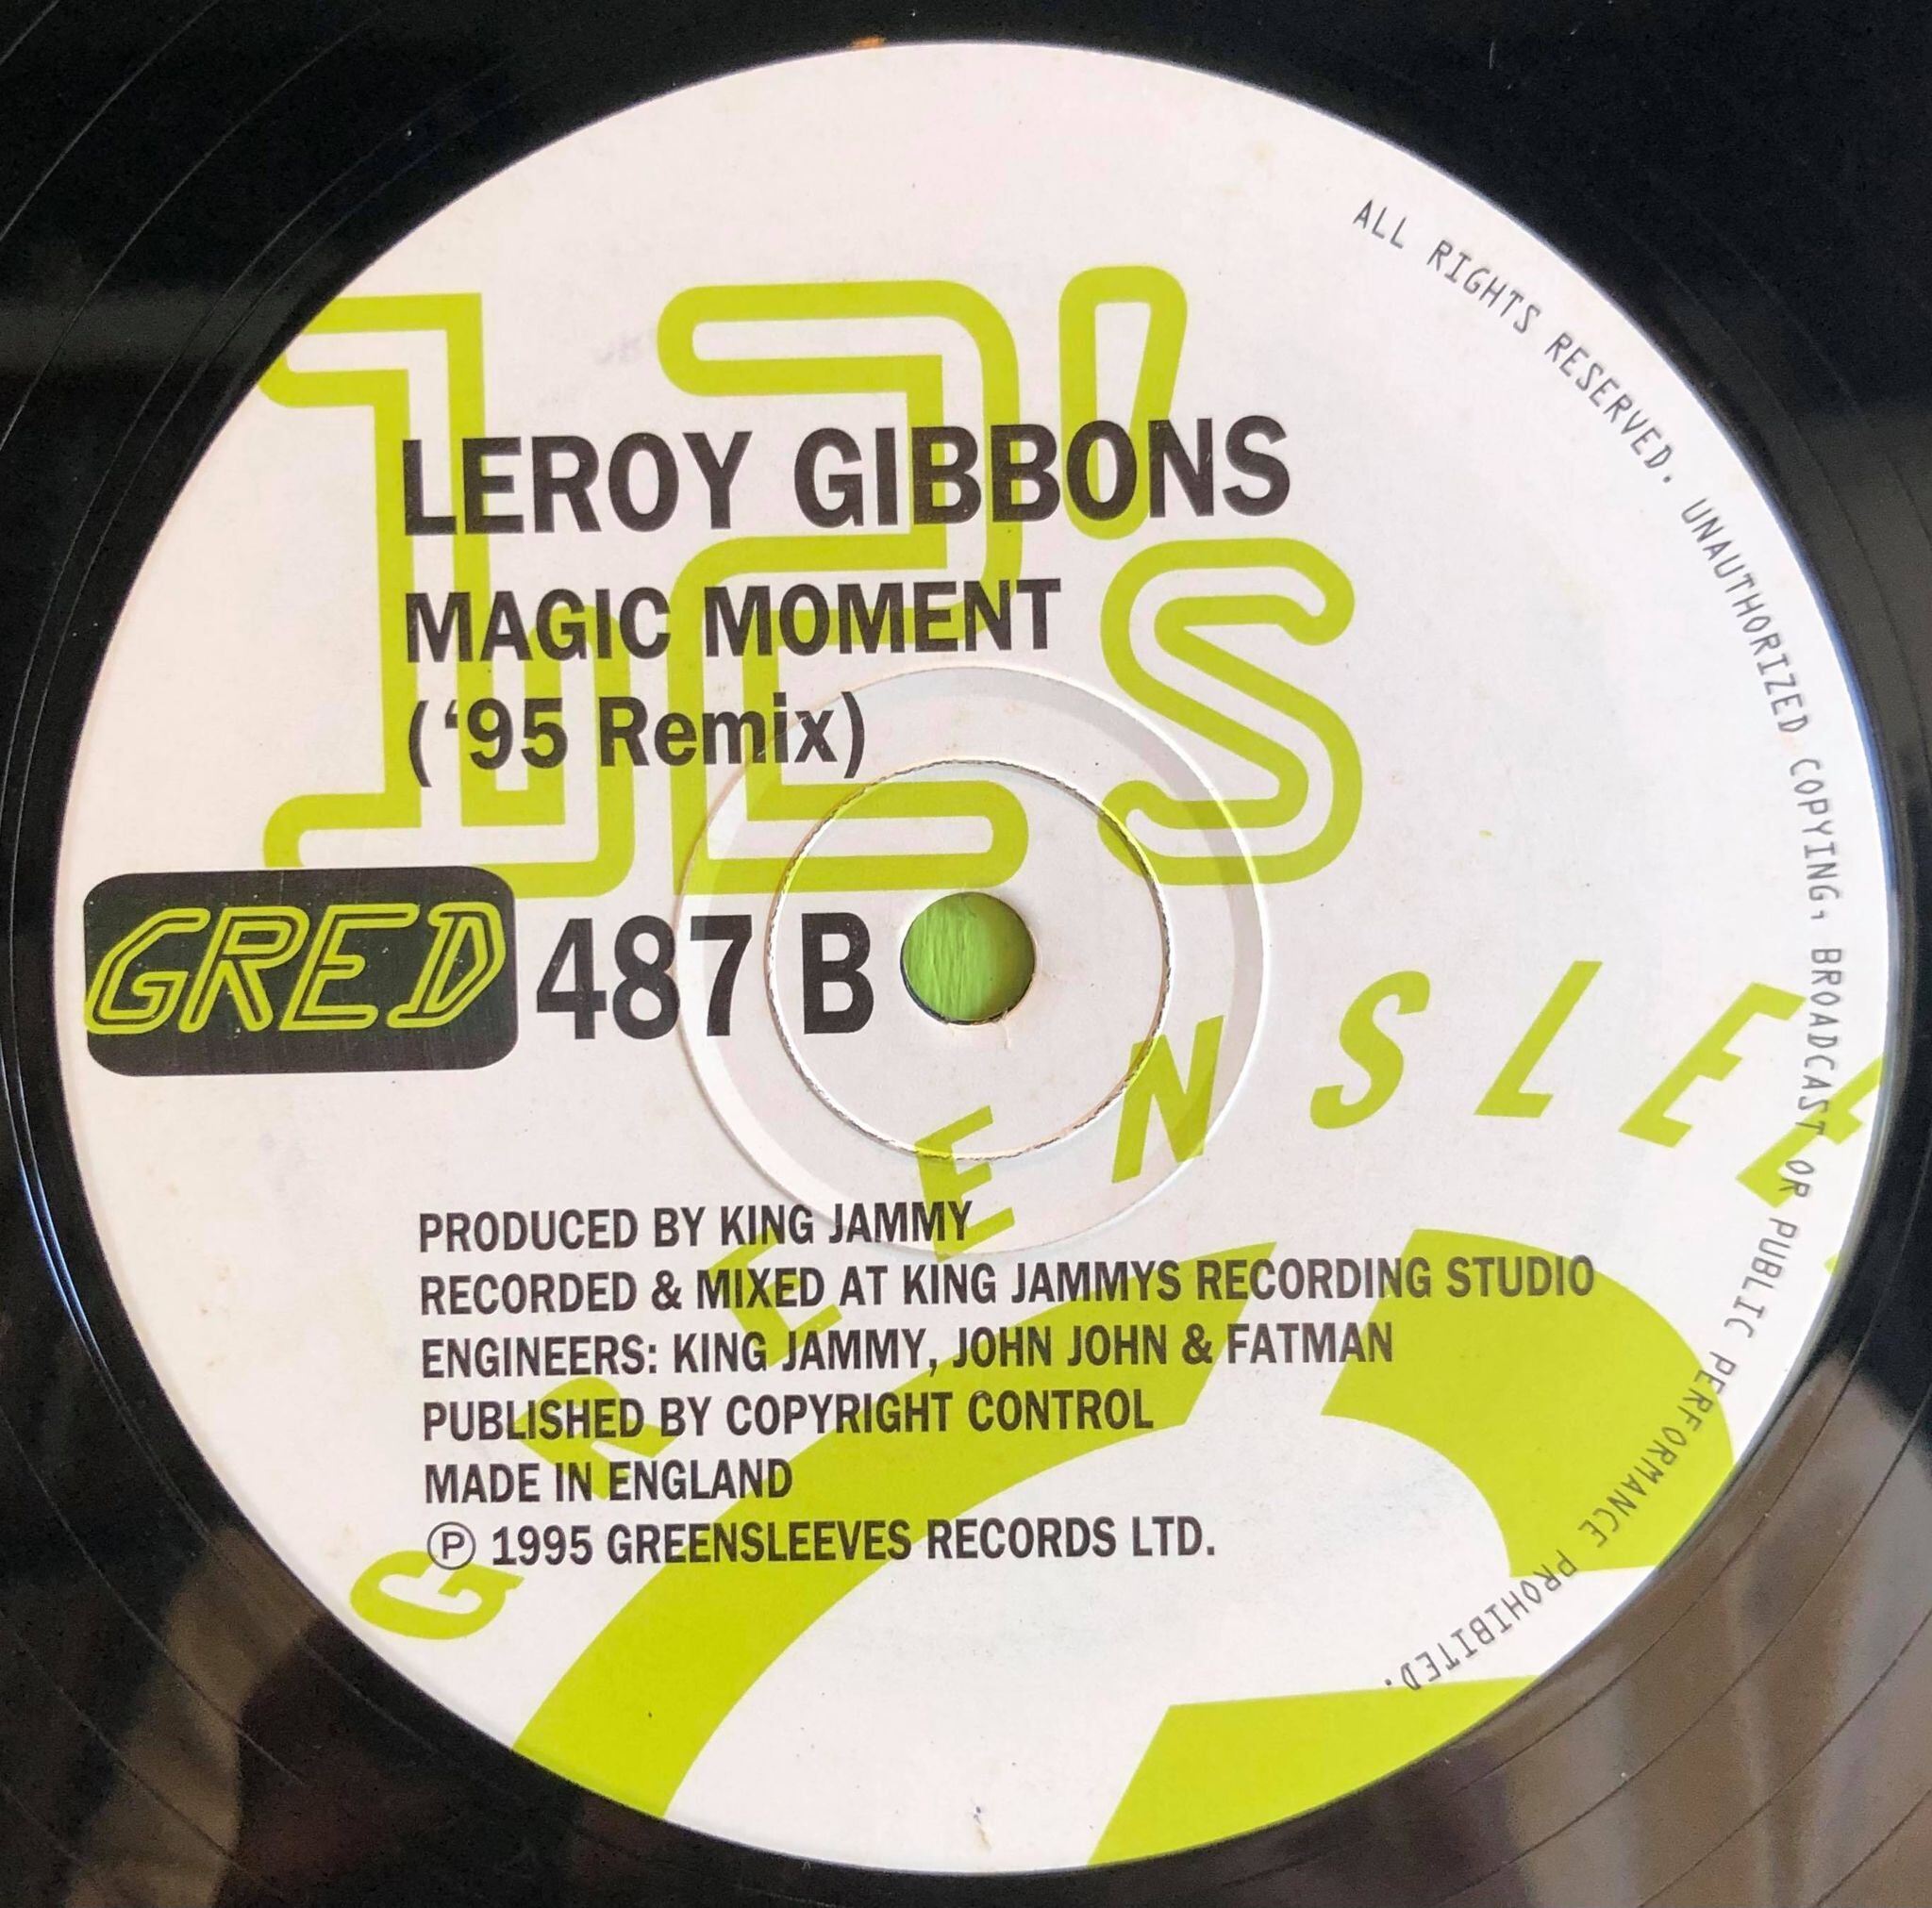 12's
LEROY GIBBONS
MAGIC MOMENT
(‘95 Remix)
GRED 487 B
GREENSLEE
PRODUCED BY KING JAMMY
RECORDED & MIXED AT KING JAMMYS RECORDING STUDIO
ENGINEERS: KING JAMMY, JOHN JOHN & FATMAN
PUBLISHED BY COPYRIGHT CONTROL
MADE IN ENGLAND
℗ 1995 GREENSLEEVES RECORDS LTD.
ALL RIGHTS RESERVED. UNAUTHORIZED COPYING, BROADCAST OR PUBLIC PERFORMANCE PROHIBITED.